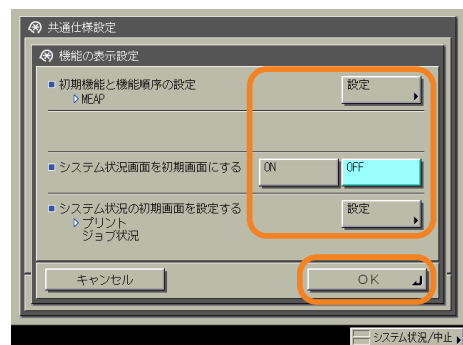 共通仕様設定
機能の表示設定
初期機能と機能順序の設定
MEAP
設定
システム状況画面を初期画面にする
ON
OFF
システム状況の初期画面を設定する
プリント
ジョブ状況
設定
キャンセル
OK
システム状況/中止